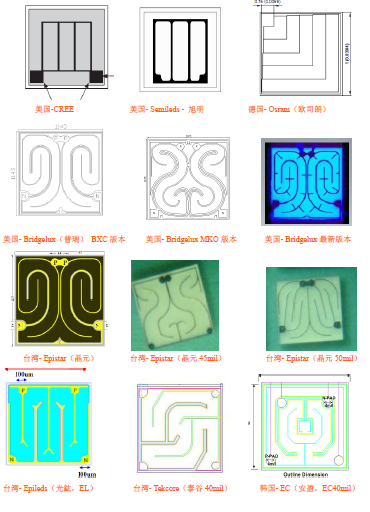 美国-CREE
美国- Semileds - 旭明
德国- Osram（欧司朗）
美国- Bridgelux（普瑞） BXC 版本
美国- Bridgelux MKO 版本
美国- Bridgelux 最新版本
P P
台湾- Epistar（晶元）
台湾- Epistar（晶元 45mil）
台湾- Epistar（晶元 50mil）
100um
P P
N N
100um
N-PAD
P-PAD
Outline Dimension
台湾- Epileds（光鋐，EL）
台湾- Tekcore（泰谷 40mil）
韩国- EC（安萤，EC40mil）